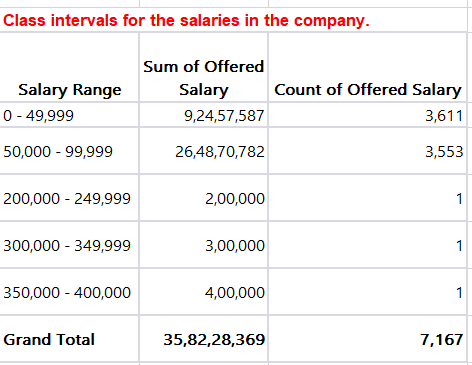 Class intervals for the salaries in the company.
Salary Range Sum of Offered Salary Count of Offered Salary
0 - 49,999 9,24,57,587 3,611
50,000 - 99,999 26,48,70,782 3,553
200,000 - 249,999 2,00,000 1
300,000 - 349,999 3,00,000 1
350,000 - 400,000 4,00,000 1
Grand Total 35,82,28,369 7,167